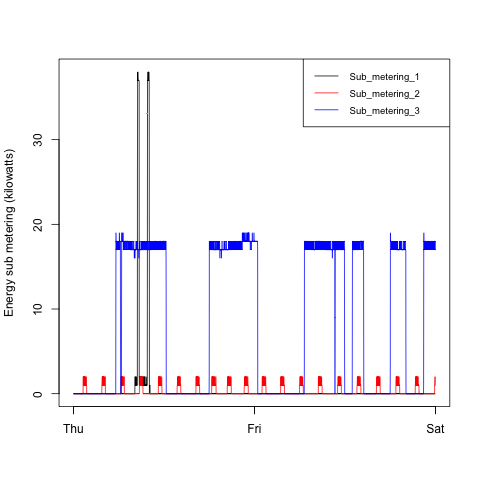 Sub_metering_1
Sub_metering_2
Sub_metering_3
Energy sub metering (kilowatts)
30
20
10
0
Thu
Fri
Sat